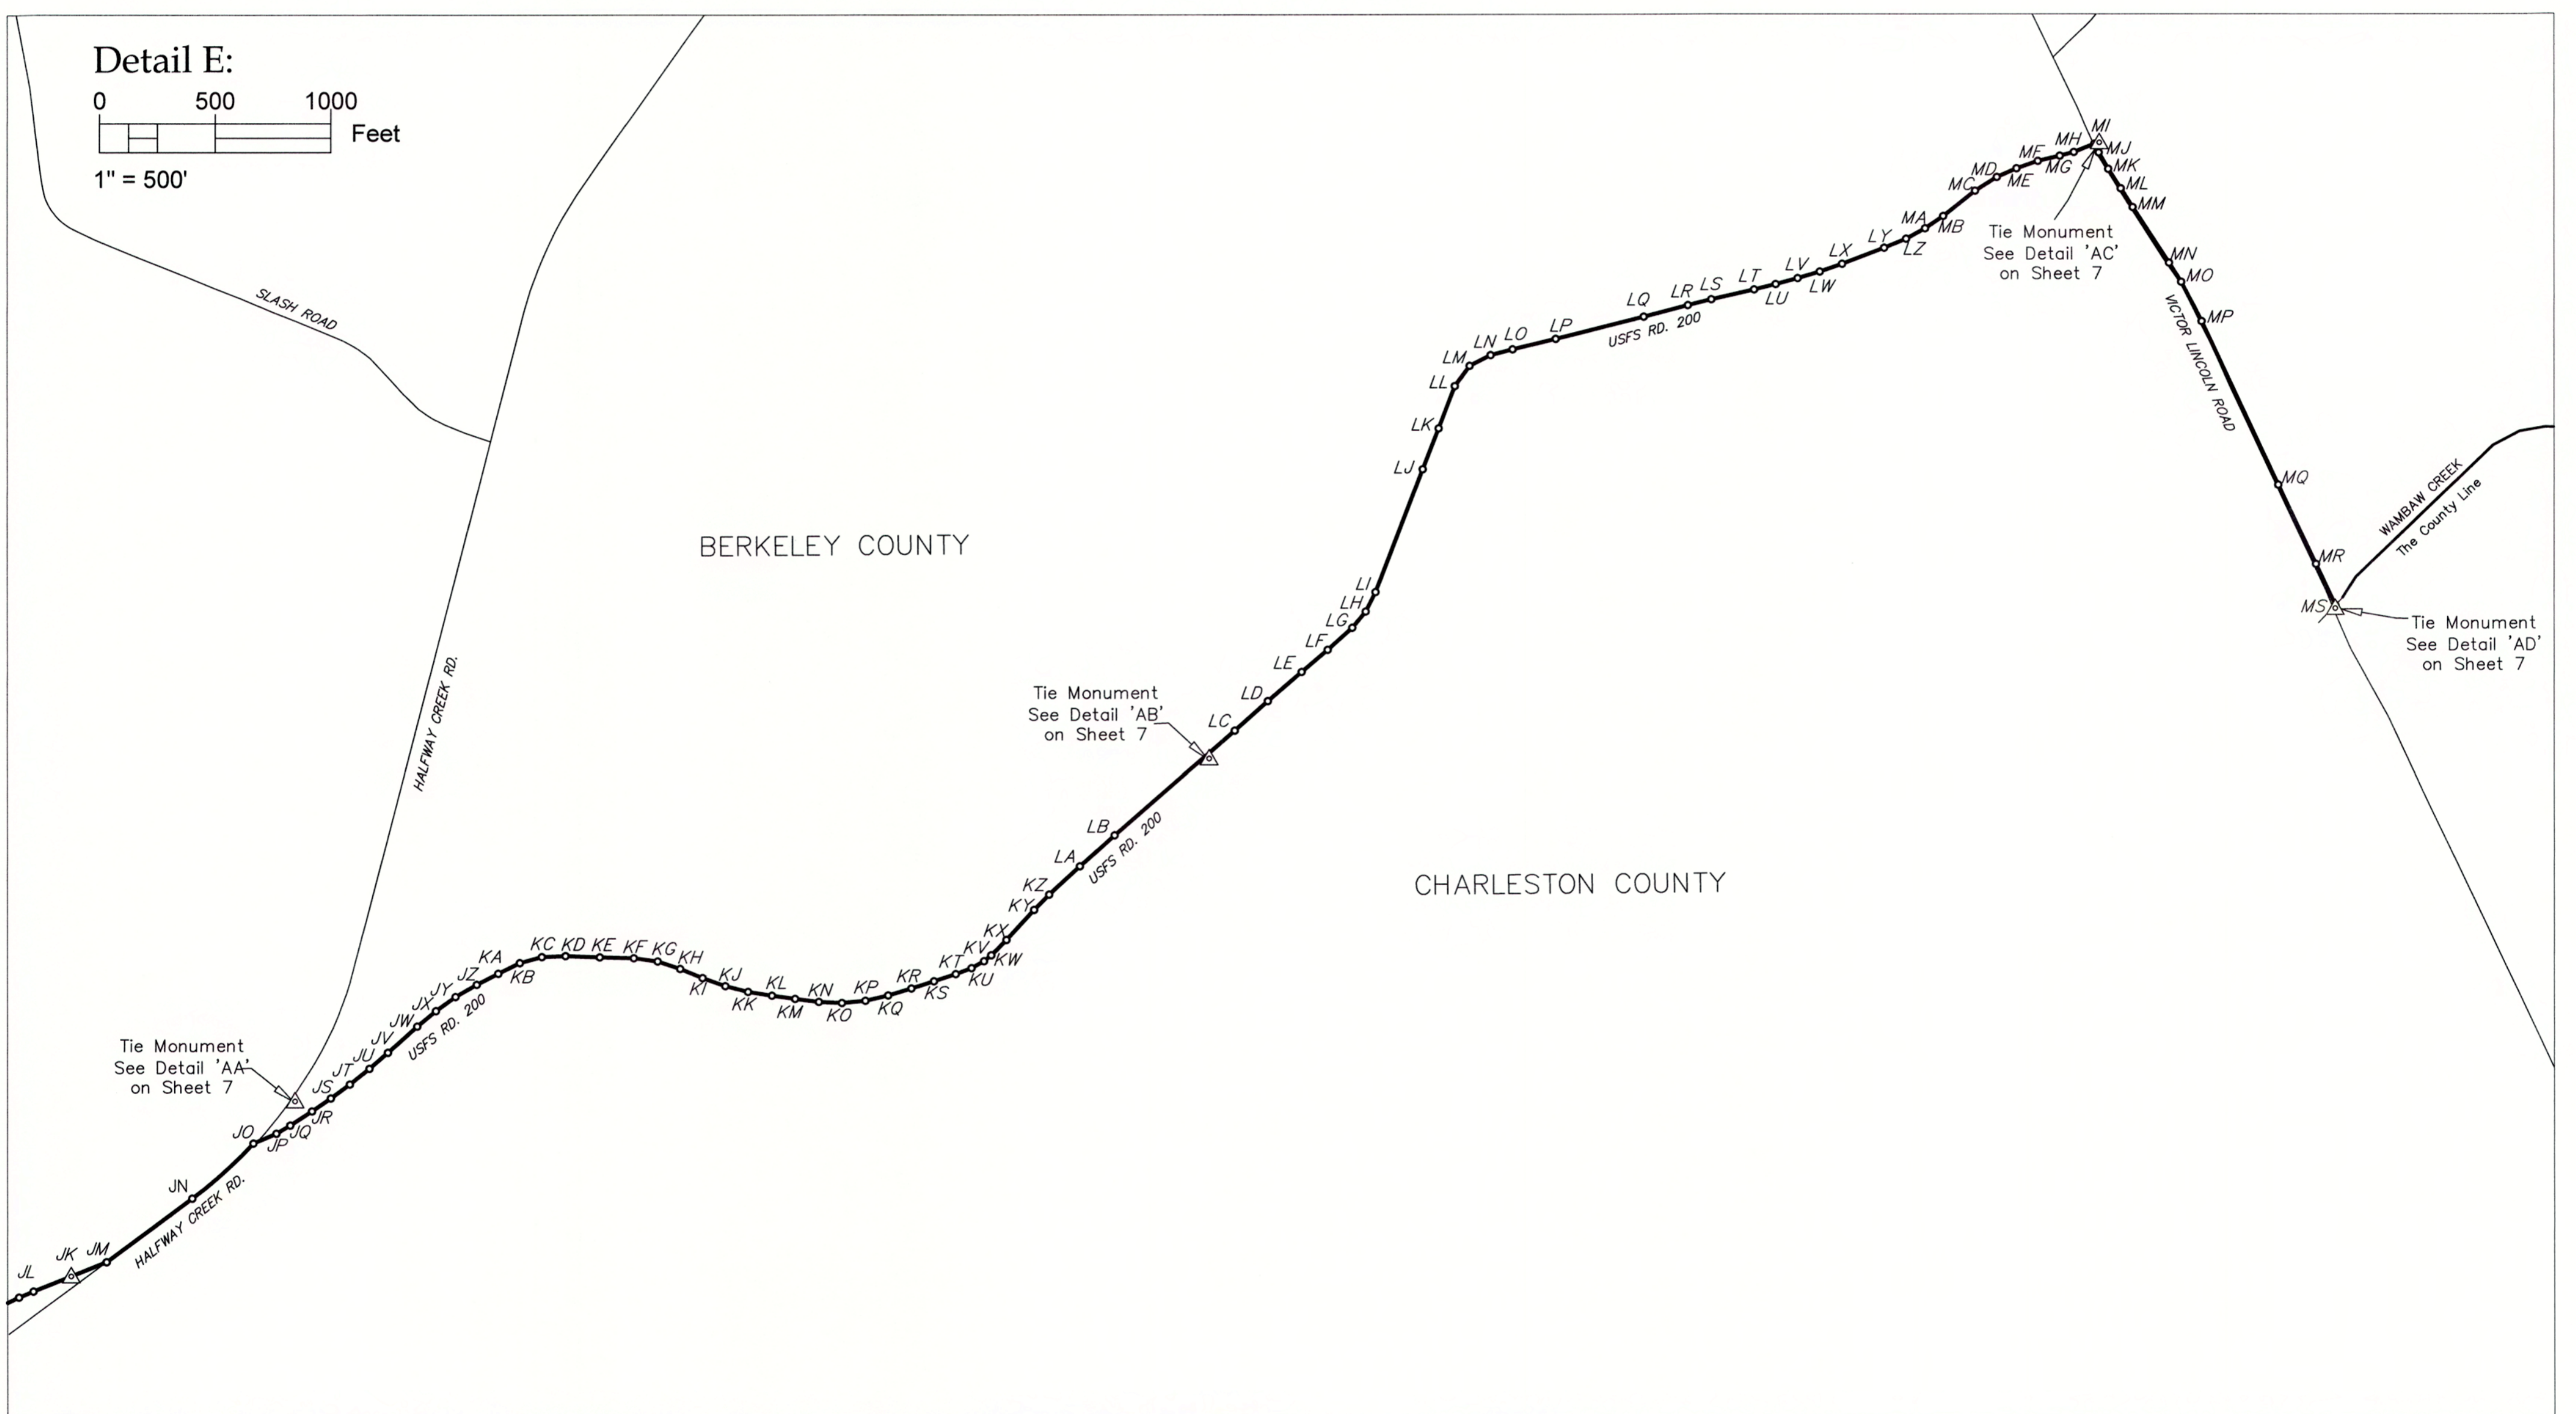 Detail E:
0 500 1000
Feet
1" = 500'
SLASH ROAD
HALFWAY CREEK RD.
BERKELEY COUNTY
CHARLESTON COUNTY
MI
MH
MJ
MF
MG
MK
MD
ME
ML
MC
MM
MA
MB
Tie Monument
See Detail 'AC'
on Sheet 7
LY
LZ
LX
MN
LV
LW
MO
LT
LU
LS
LR
LQ
USFS RD. 200
MP
VICTOR LINCOLN ROAD
LP
LO
LN
LM
LL
LK
LJ
MQ
WAMBAW CREEK
The County Line
MR
MS
Tie Monument
See Detail 'AD'
on Sheet 7
LI
LH
LG
LF
LE
LD
LC
Tie Monument
See Detail 'AB'
on Sheet 7
LB
USFS RD. 200
LA
KZ
KY
KX
KW
KV
KU
KT
KS
KR
KQ
KP
KO
KN
KM
KL
KK
KJ
KI
KH
KG
KF
KE
KD
KC
KB
KA
JZ
JY
JX
JW
USFS RD. 200
JV
JU
JT
JS
JR
JQ
JP
Tie Monument
See Detail 'AA'
on Sheet 7
JO
JN
HALFWAY CREEK RD.
JM
JK
JL